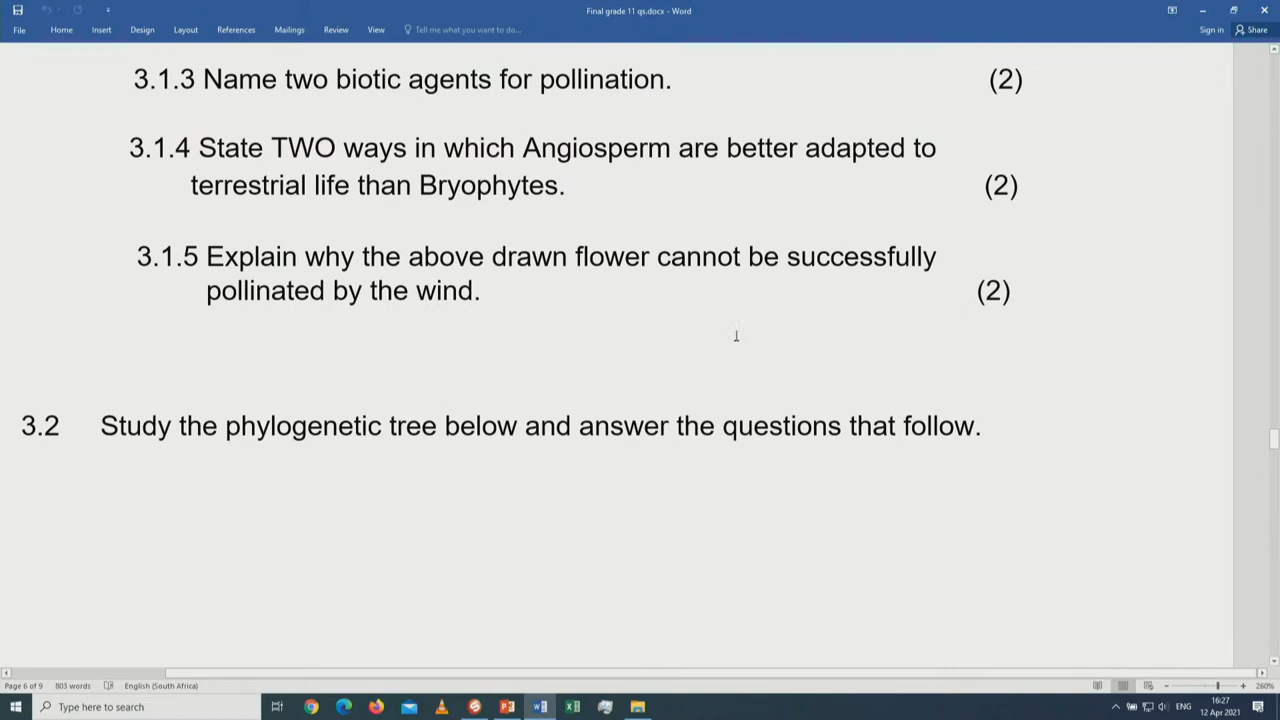 Final grade 11 qs.docx - Word
File Home Insert Design Layout References Mailings Review View Tell me what you want to do... Sign in Share
3.1.3 Name two biotic agents for pollination. (2)
3.1.4 State TWO ways in which Angiosperm are better adapted to
terrestrial life than Bryophytes. (2)
3.1.5 Explain why the above drawn flower cannot be successfully
pollinated by the wind. (2)
3.2 Study the phylogenetic tree below and answer the questions that follow.
Page 6 of 9 803 words English (South Africa) 260%
Type here to search ENG 16:27
12 Apr 2021